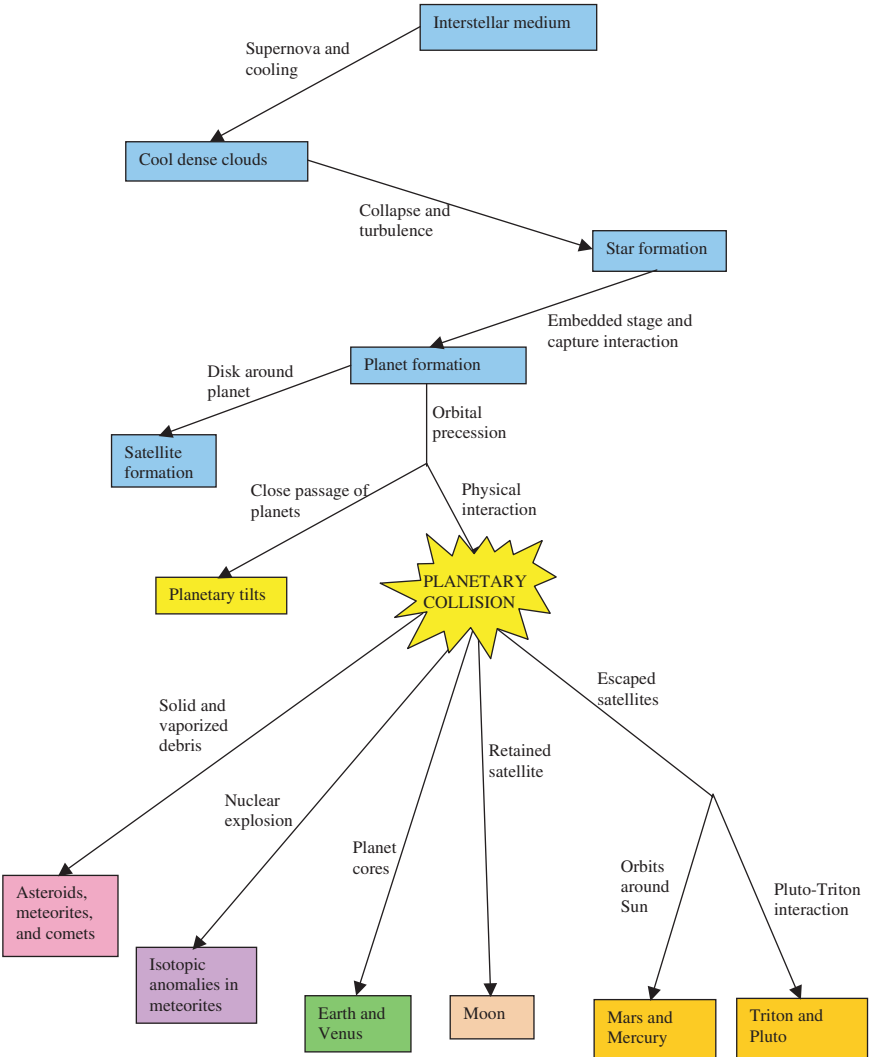 Interstellar medium
Supernova and
cooling
Cool dense clouds
Collapse and
turbulence
Star formation
Embedded stage and
capture interaction
Planet formation
Disk around
planet
Orbital
precession
Satellite
formation
Close passage of
planets
Physical
interaction
Planetary tilts
PLANETARY
COLLISION
Escaped
satellites
Solid and
vaporized
debris
Retained
satellite
Nuclear
explosion
Planet
cores
Orbits
around
Sun
Pluto-Triton
interaction
Asteroids,
meteorites,
and comets
Isotopic
anomalies in
meteorites
Earth and
Venus
Moon
Mars and
Mercury
Triton and
Pluto